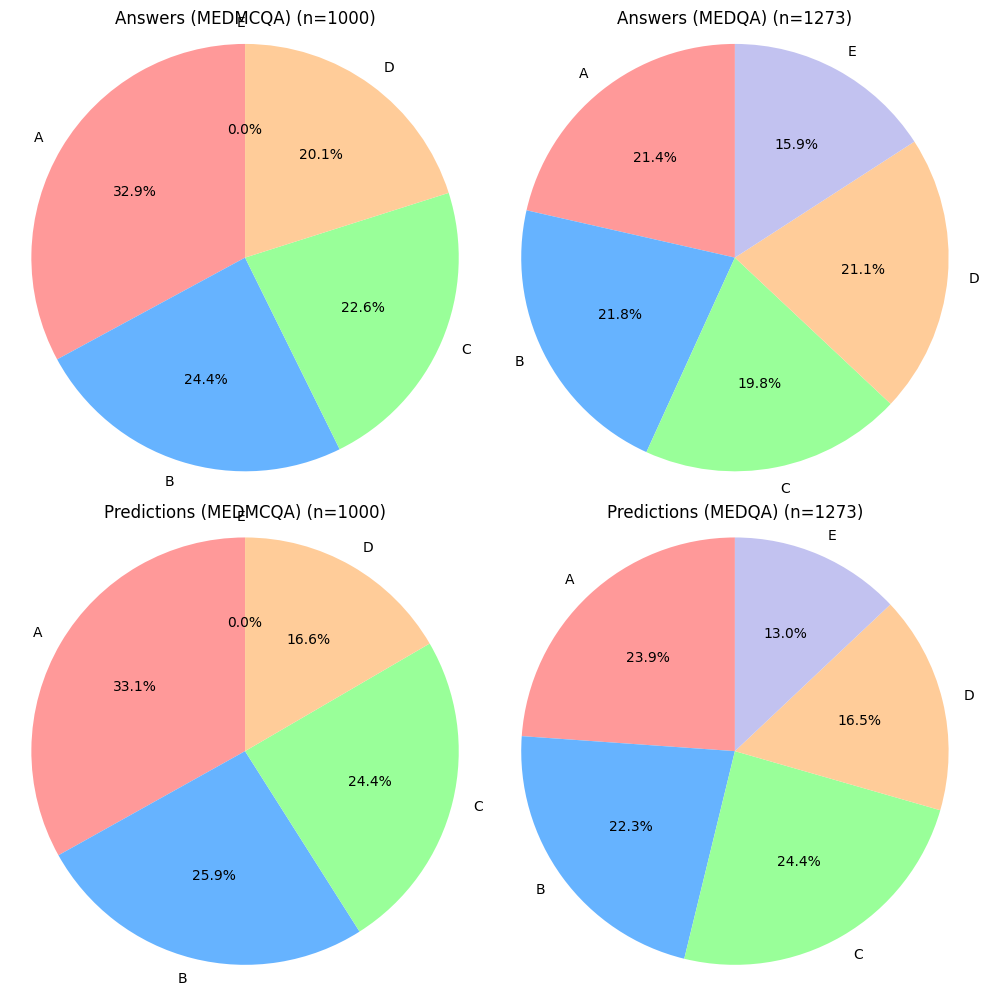 Answers (MEDMCQA) (n=1000)
E
D
A
0.0%
20.1%
32.9%
22.6%
C
24.4%
B
Answers (MEDQA) (n=1273)
E
A
15.9%
21.4%
21.1%
D
21.8%
B
19.8%
C
Predictions (MEDMCQA) (n=1000)
E
D
A
0.0%
16.6%
33.1%
24.4%
C
25.9%
B
Predictions (MEDQA) (n=1273)
E
A
13.0%
23.9%
D
16.5%
22.3%
24.4%
B
C